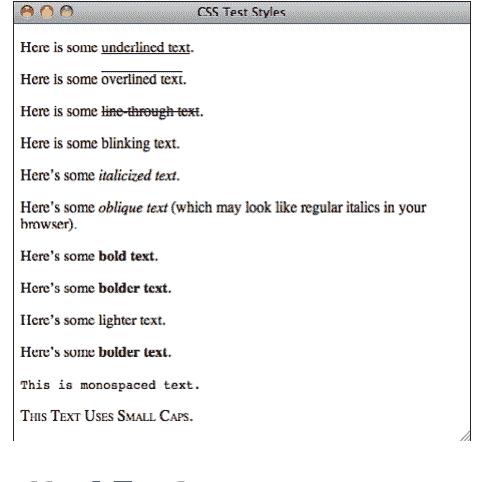 CSS Test Styles
Here is some underlined text.
Here is some overlined text.
Here is some line-through text.
Here is some blinking text.
Here's some italicized text.
Here's some oblique text (which may look like regular italics in your
browser).
Here's some bold text.
Here's some bolder text.
Here's some lighter text.
Here's some bolder text.
This is monospaced text.
This Text Uses Small Caps.